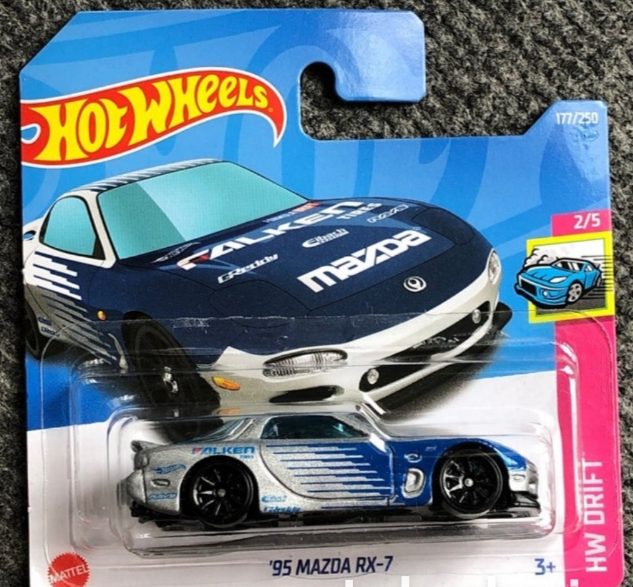 HOT WHEELS
177/250
2/5
FALKEN
TIRES
GReddy
mazda
FALKEN
'95 MAZDA RX-7
HW DRIFT
MATTEL
3+